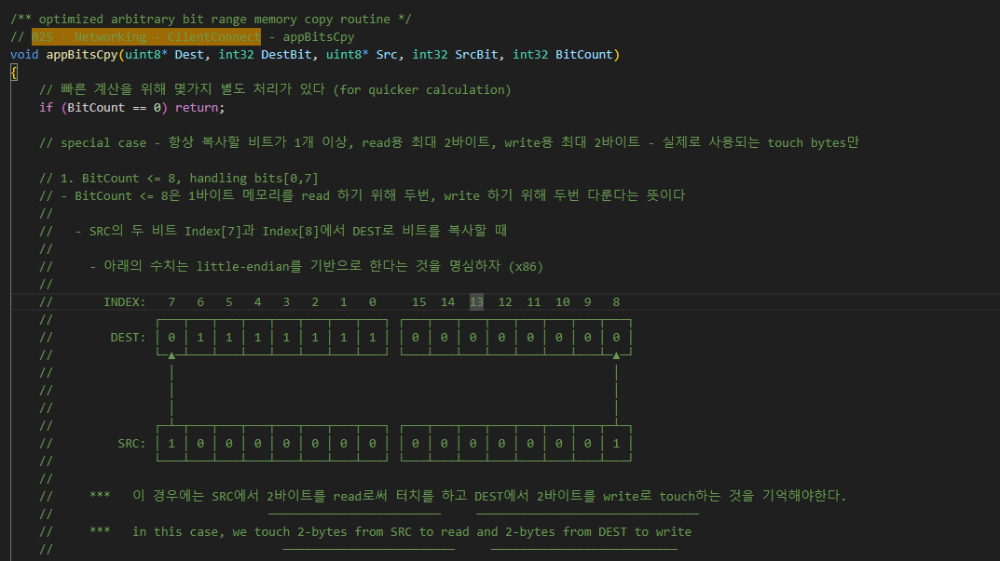 /** optimized arbitrary bit range memory copy routine */
// 025 - Networking - ClientConnect - appBitsCpy
void appBitsCpy(uint8* Dest, int32 DestBit, uint8* Src, int32 SrcBit, int32 BitCount)
{
// 빠른 계산을 위해 몇가지 별도 처리가 있다 (for quicker calculation)
if (BitCount == 0) return;
// special case - 항상 복사할 비트가 1개 이상, read용 최대 2바이트, write용 최대 2바이트 - 실제로 사용되는 touch bytes만
// 1. BitCount <= 8, handling bits[0,7]
// - BitCount <= 8은 1바이트 메모리를 read 하기 위해 두번, write 하기 위해 두번 다룬다는 뜻이다
//
// - SRC의 두 비트 Index[7]과 Index[8]에서 DEST로 비트를 복사할 때
//
// - 아래의 수치는 little-endian를 기반으로 한다는 것을 명심하자 (x86)
//
// INDEX: 7 6 5 4 3 2 1 0 15 14 13 12 11 10 9 8
//
// DEST: │ 0 │ 1 │ 1 │ 1 │ 1 │ 1 │ 1 │ 1 │ │ 0 │ 0 │ 0 │ 0 │ 0 │ 0 │ 0 │ 0 │
//
//
//
//
//
// SRC: │ 1 │ 0 │ 0 │ 0 │ 0 │ 0 │ 0 │ 0 │ │ 0 │ 0 │ 0 │ 0 │ 0 │ 0 │ 0 │ 1 │
//
//
// *** 이 경우에는 SRC에서 2바이트를 read로써 터치를 하고 DEST에서 2바이트를 write로 touch하는 것을 기억해야한다.
//
// *** in this case, we touch 2-bytes from SRC to read and 2-bytes from DEST to write
//